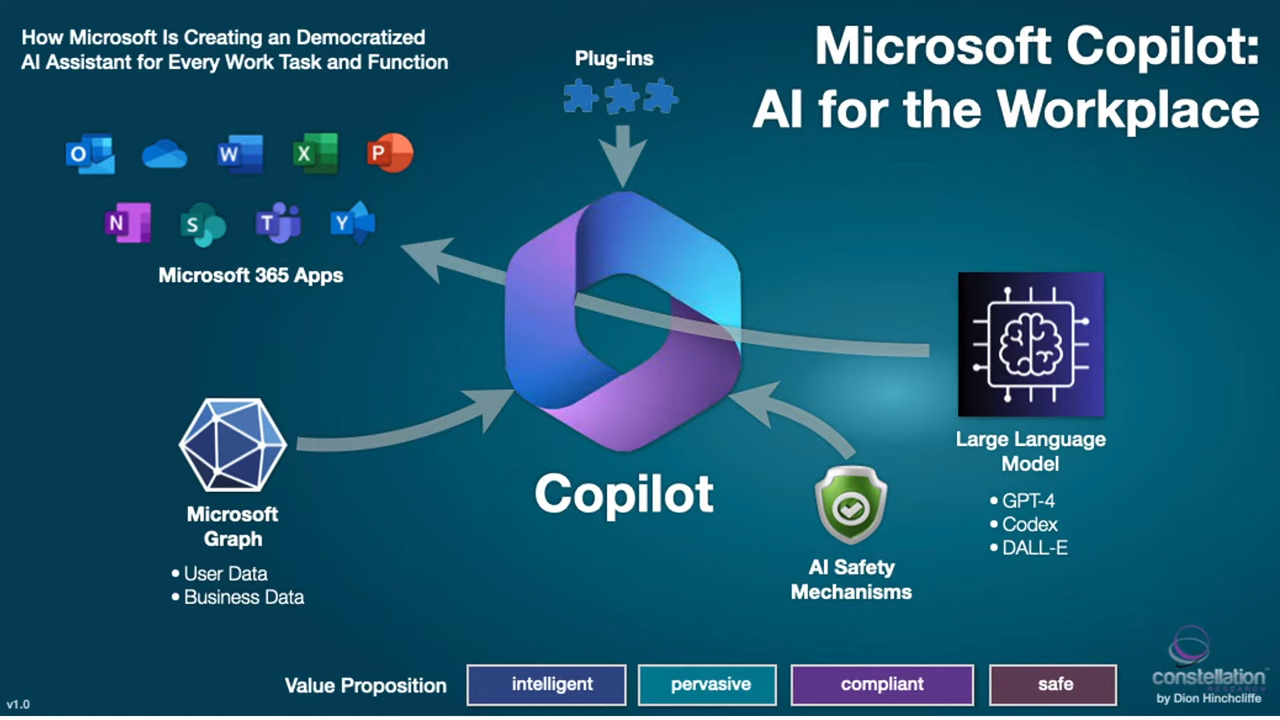 How Microsoft Is Creating an Democratized
AI Assistant for Every Work Task and Function
Microsoft Copilot:
AI for the Workplace
Plug-ins
O
W
X
P
N
S
T
Y
Microsoft 365 Apps
Copilot
Microsoft
Graph
• User Data
• Business Data
Large Language
Model
• GPT-4
• Codex
• DALL-E
AI Safety
Mechanisms
Value Proposition
intelligent
pervasive
compliant
safe
constellation
RESEARCH
by Dion Hinchcliffe
v1.0